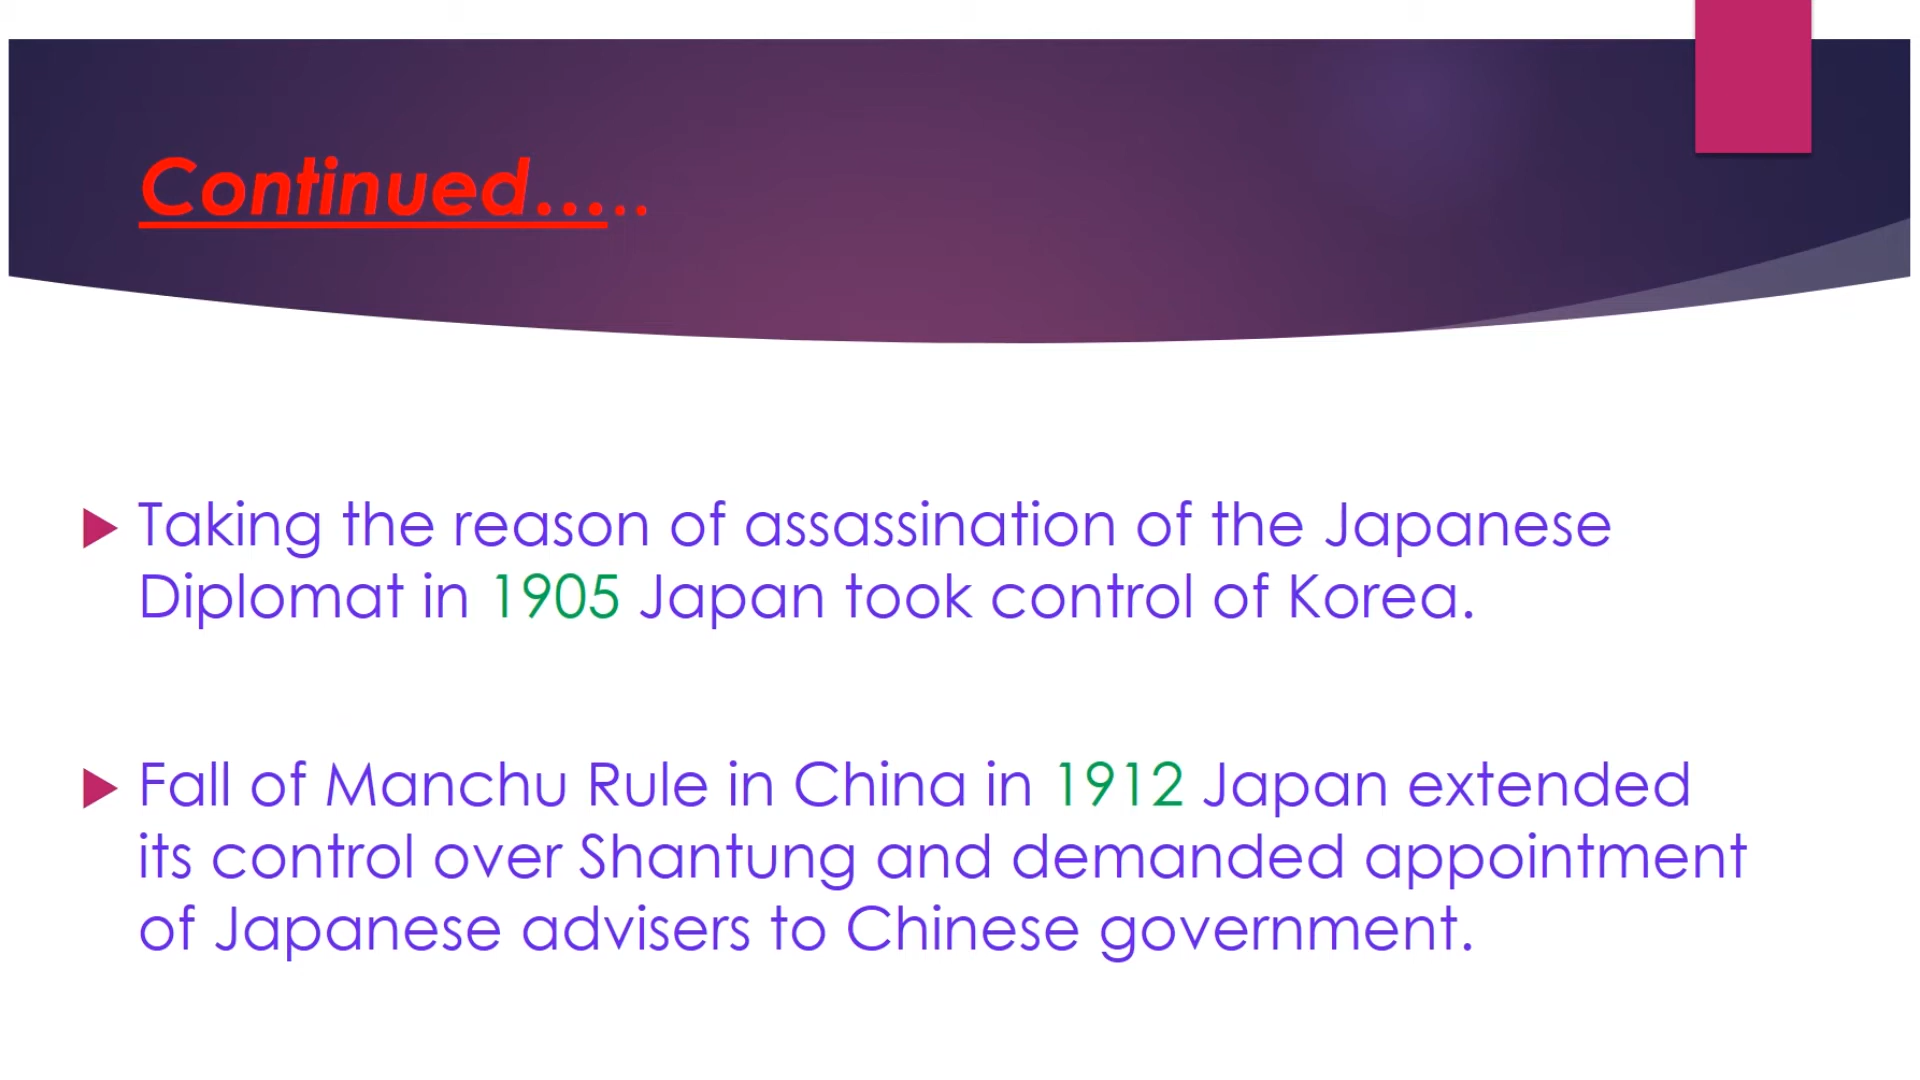 Continued.....
Taking the reason of assassination of the Japanese
Diplomat in 1905 Japan took control of Korea.
Fall of Manchu Rule in China in 1912 Japan extended
its control over Shantung and demanded appointment
of Japanese advisers to Chinese government.